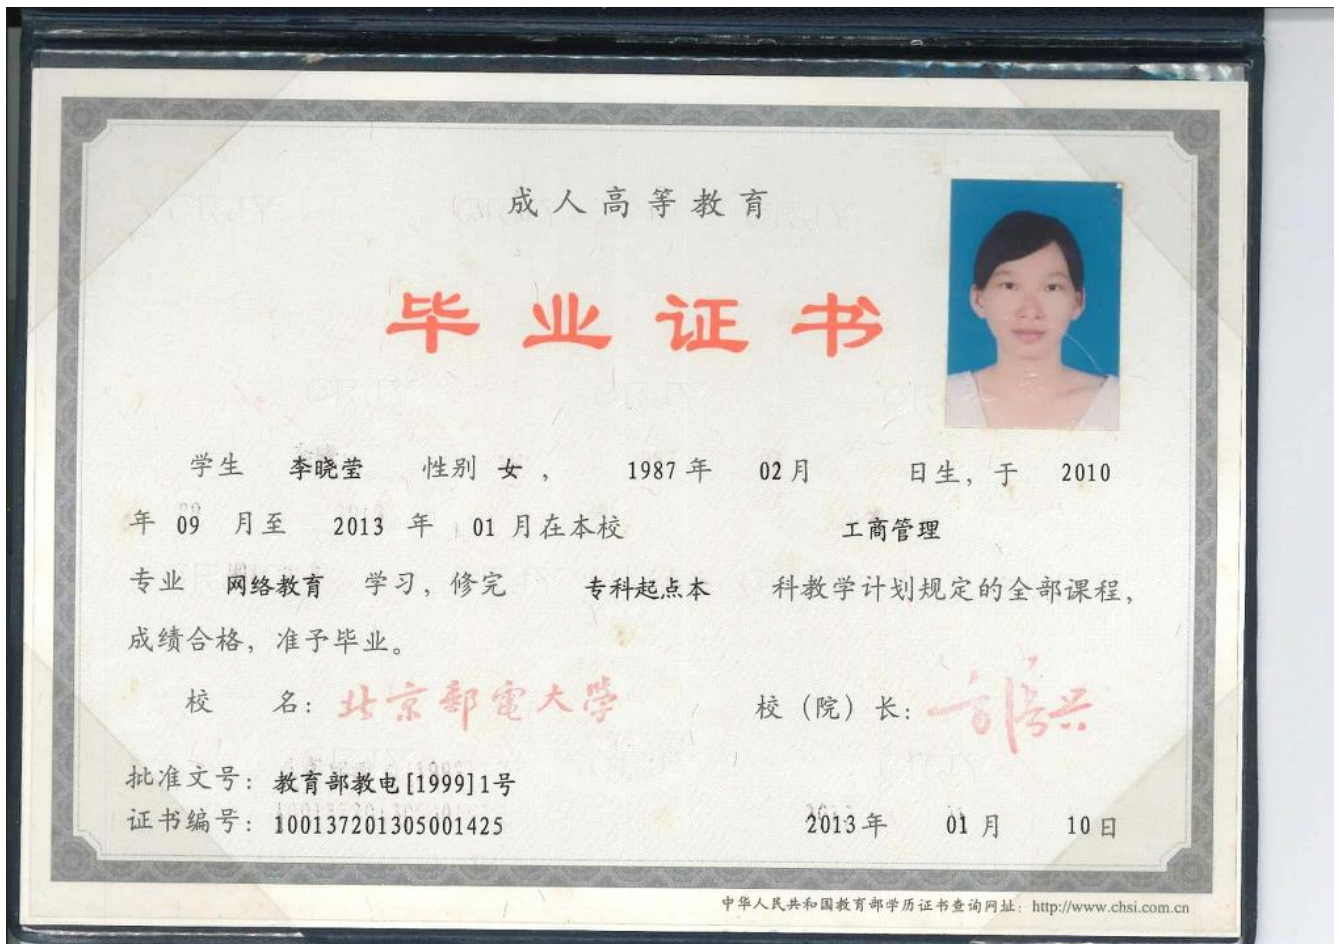 成人高等教育
毕业证书
学生 李晓莹 性别 女 , 1987 年 02 月 日生, 于 2010
年 09 月至 2013 年 01 月在本校 工商管理
专业 网络教育 学习, 修完 专科起点本 科教学计划规定的全部课程,
成绩合格, 准予毕业。
校 名: 北京邮电大学 校（院）长: 方滨兴
批准文号: 教育部教电[1999]1号
证书编号: 100137201305001425 2013 年 01 月 10 日
中华人民共和国教育部学历证书查询网址: http://www.chsi.com.cn